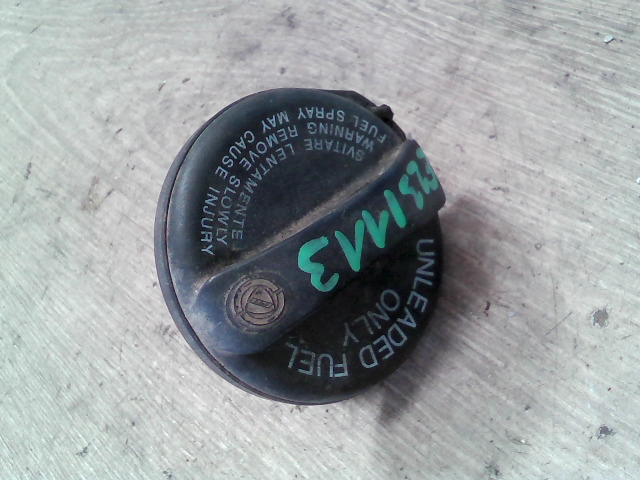 SVITARE LENTAMENTE
WARNING REMOVE SLOWLY
FUEL SPRAY MAY CAUSE INJURY
UNLEADED FUEL
ONLY